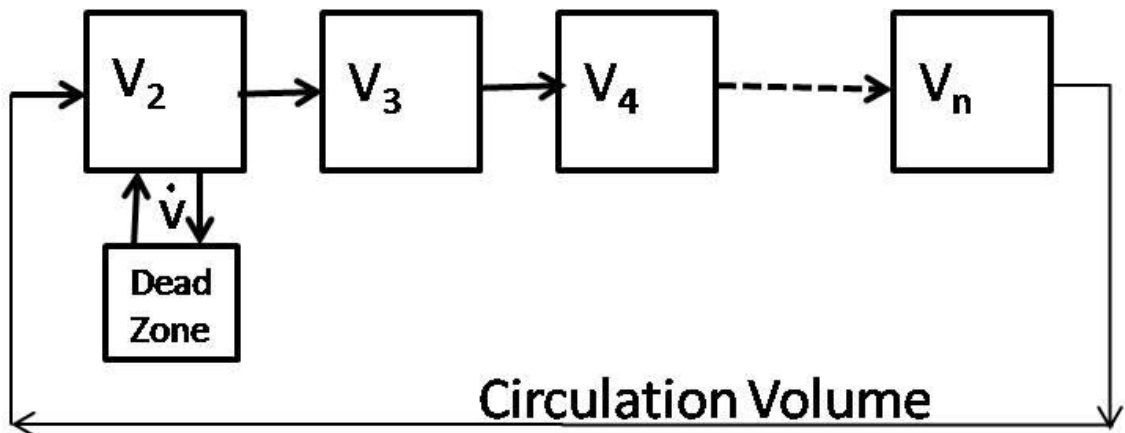 V₂
V₃
V₄
Vₙ
V̇
Dead
Zone
Circulation Volume